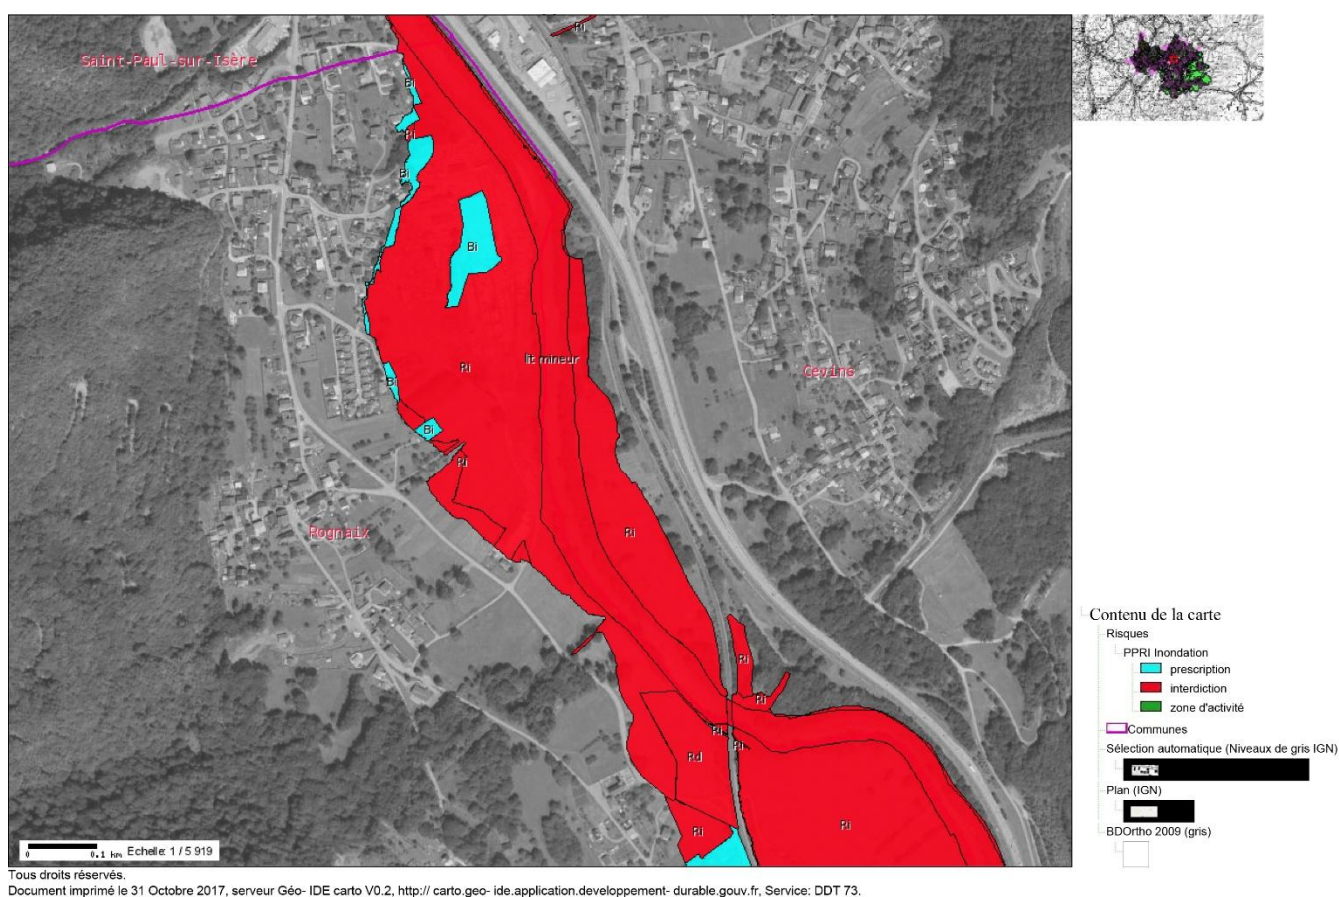 Saint-Paul-sur-Isère
Ri
Bi
Ri
Bi
Bi
lit mineur
Ri
Cevins
Bi
Bi
Ri
Rognaix
Ri
Ri
Ri
Ri
Ri
Rd
Ri
Ri
0
0.1 km
Echelle: 1 / 5 919
Contenu de la carte
Risques
PPRI Inondation
prescription
interdiction
zone d'activité
Communes
Sélection automatique (Niveaux de gris IGN)
Plan (IGN)
BDOrtho 2009 (gris)
Tous droits réservés.
Document imprimé le 31 Octobre 2017, serveur Géo- IDE carto V0.2, http:// carto.geo- ide.application.developpement- durable.gouv.fr, Service: DDT 73.